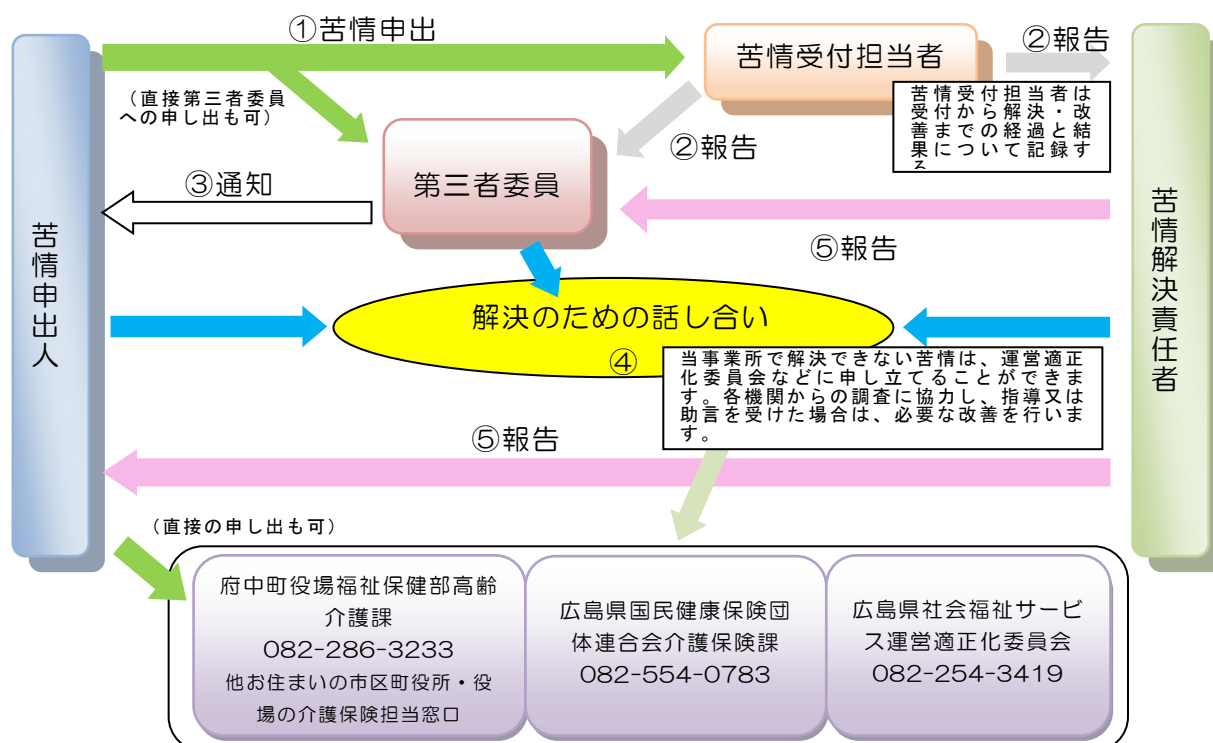 ①苦情申出
苦情受付担当者
②報告
(直接第三者委員
への申し出も可)
苦情受付担当者は
受付から解決・改
善までの経過と結
果について記録す
る
②報告
第三者委員
③通知
苦情申出人
苦情解決責任者
⑤報告
解決のための話し合い
④
当事業所で解決できない苦情は、運営適正
化委員会などに申し立てることができま
す。各機関からの調査に協力し、指導又は
助言を受けた場合は、必要な改善を行いま
す。
⑤報告
(直接の申し出も可)
府中町役場福祉保健部高齢
介護課
082-286-3233
他お住まいの市区町役所・役
場の介護保険担当窓口
広島県国民健康保険団
体連合会介護保険課
082-554-0783
広島県社会福祉サービ
ス運営適正化委員会
082-254-3419